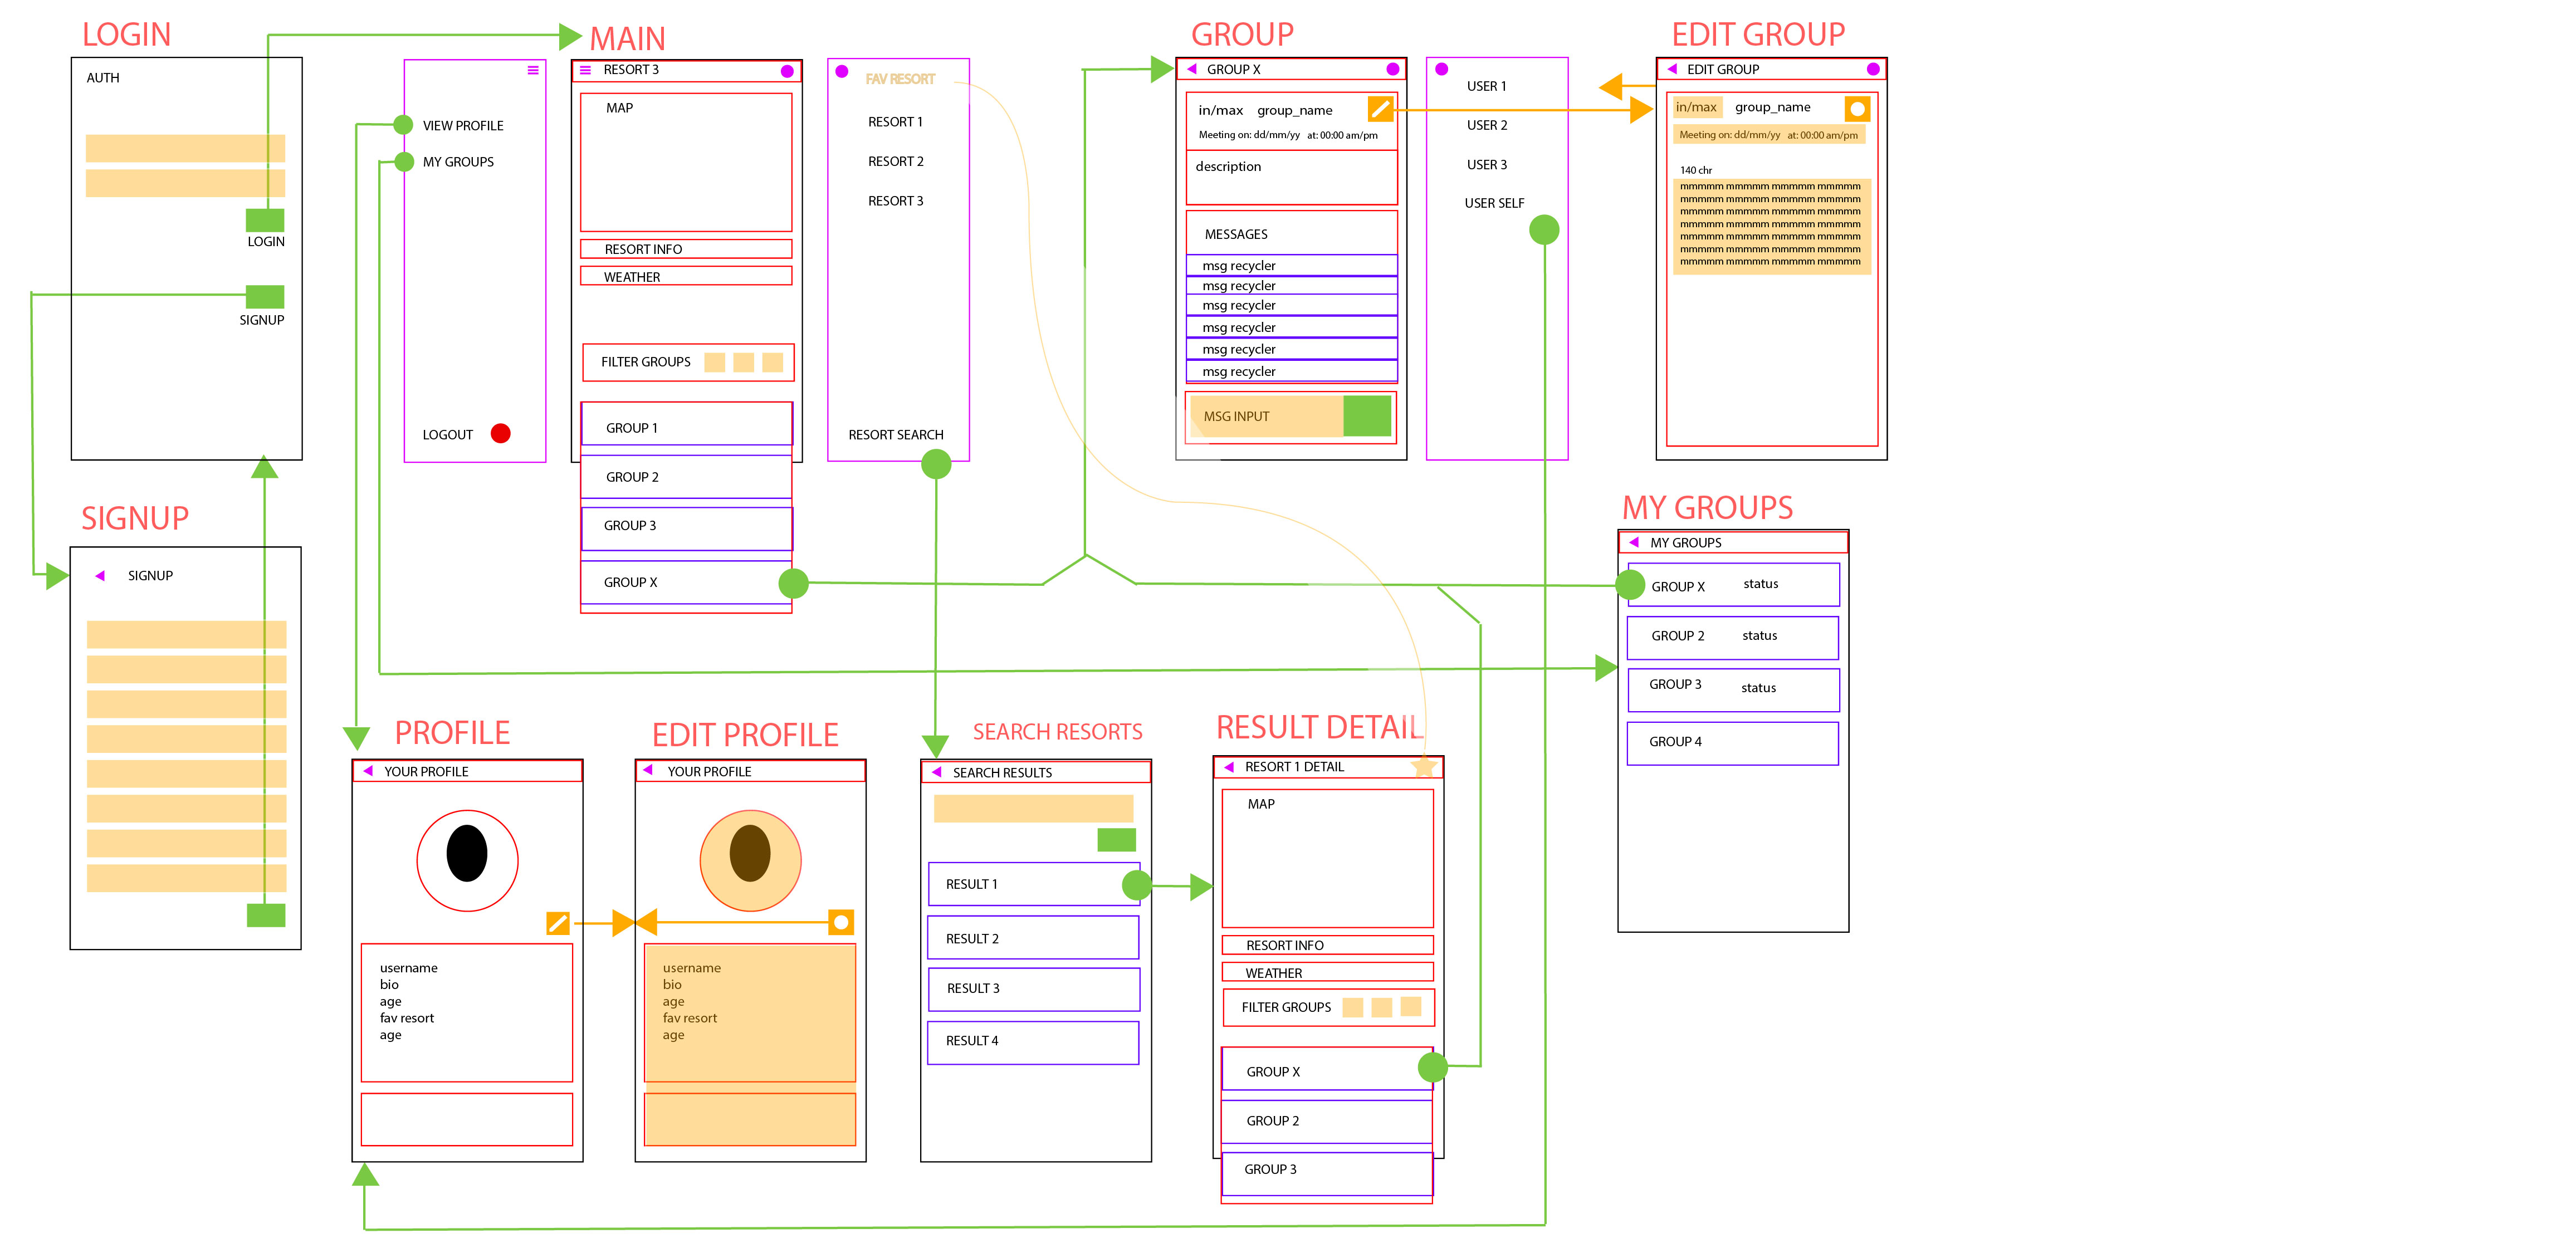 LOGIN
AUTH
LOGIN
SIGNUP
SIGNUP
SIGNUP
VIEW PROFILE
MY GROUPS
LOGOUT
MAIN
RESORT 3
MAP
RESORT INFO
WEATHER
FILTER GROUPS
GROUP 1
GROUP 2
GROUP 3
GROUP X
FAV RESORT
RESORT 1
RESORT 2
RESORT 3
RESORT SEARCH
GROUP
GROUP X
in/max group_name
Meeting on: dd/mm/yy at: 00:00 am/pm
description
MESSAGES
msg recycler
msg recycler
msg recycler
msg recycler
msg recycler
msg recycler
MSG INPUT
USER 1
USER 2
USER 3
USER SELF
EDIT GROUP
EDIT GROUP
in/max group_name
Meeting on: dd/mm/yy at: 00:00 am/pm
140 chr
mmmmm mmmmm mmmmm mmmmm
mmmmm mmmmm mmmmm mmmmm
mmmmm mmmmm mmmmm mmmmm
mmmmm mmmmm mmmmm mmmmm
mmmmm mmmmm mmmmm mmmmm
mmmmm mmmmm mmmmm mmmmm
mmmmm mmmmm mmmmm mmmmm
MY GROUPS
MY GROUPS
GROUP X status
GROUP 2 status
GROUP 3 status
GROUP 4
PROFILE
YOUR PROFILE
username
bio
age
fav resort
age
EDIT PROFILE
YOUR PROFILE
username
bio
age
fav resort
age
SEARCH RESORTS
SEARCH RESULTS
RESULT 1
RESULT 2
RESULT 3
RESULT 4
RESULT DETAIL
RESORT 1 DETAIL
MAP
RESORT INFO
WEATHER
FILTER GROUPS
GROUP X
GROUP 2
GROUP 3